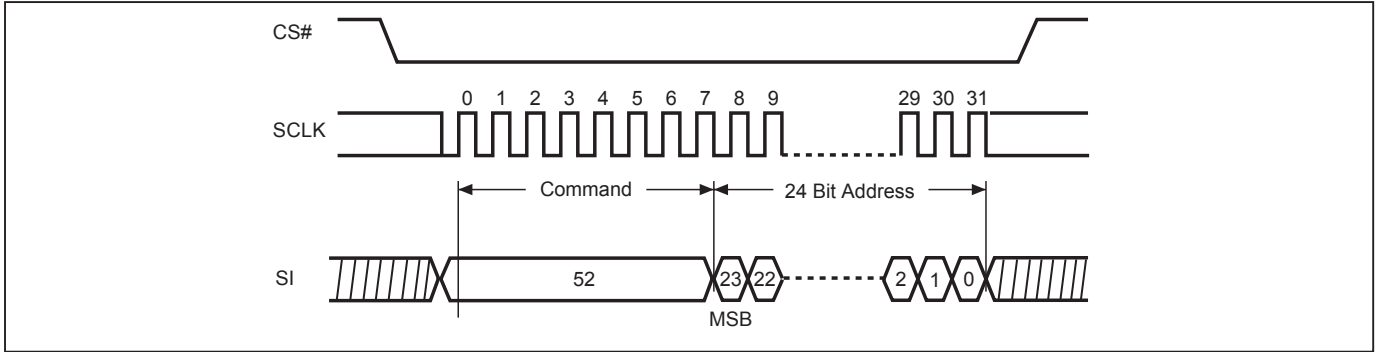 CS#
0 1 2 3 4 5 6 7 8 9 29 30 31
SCLK
Command 24 Bit Address
SI 52 23 22 2 1 0
MSB